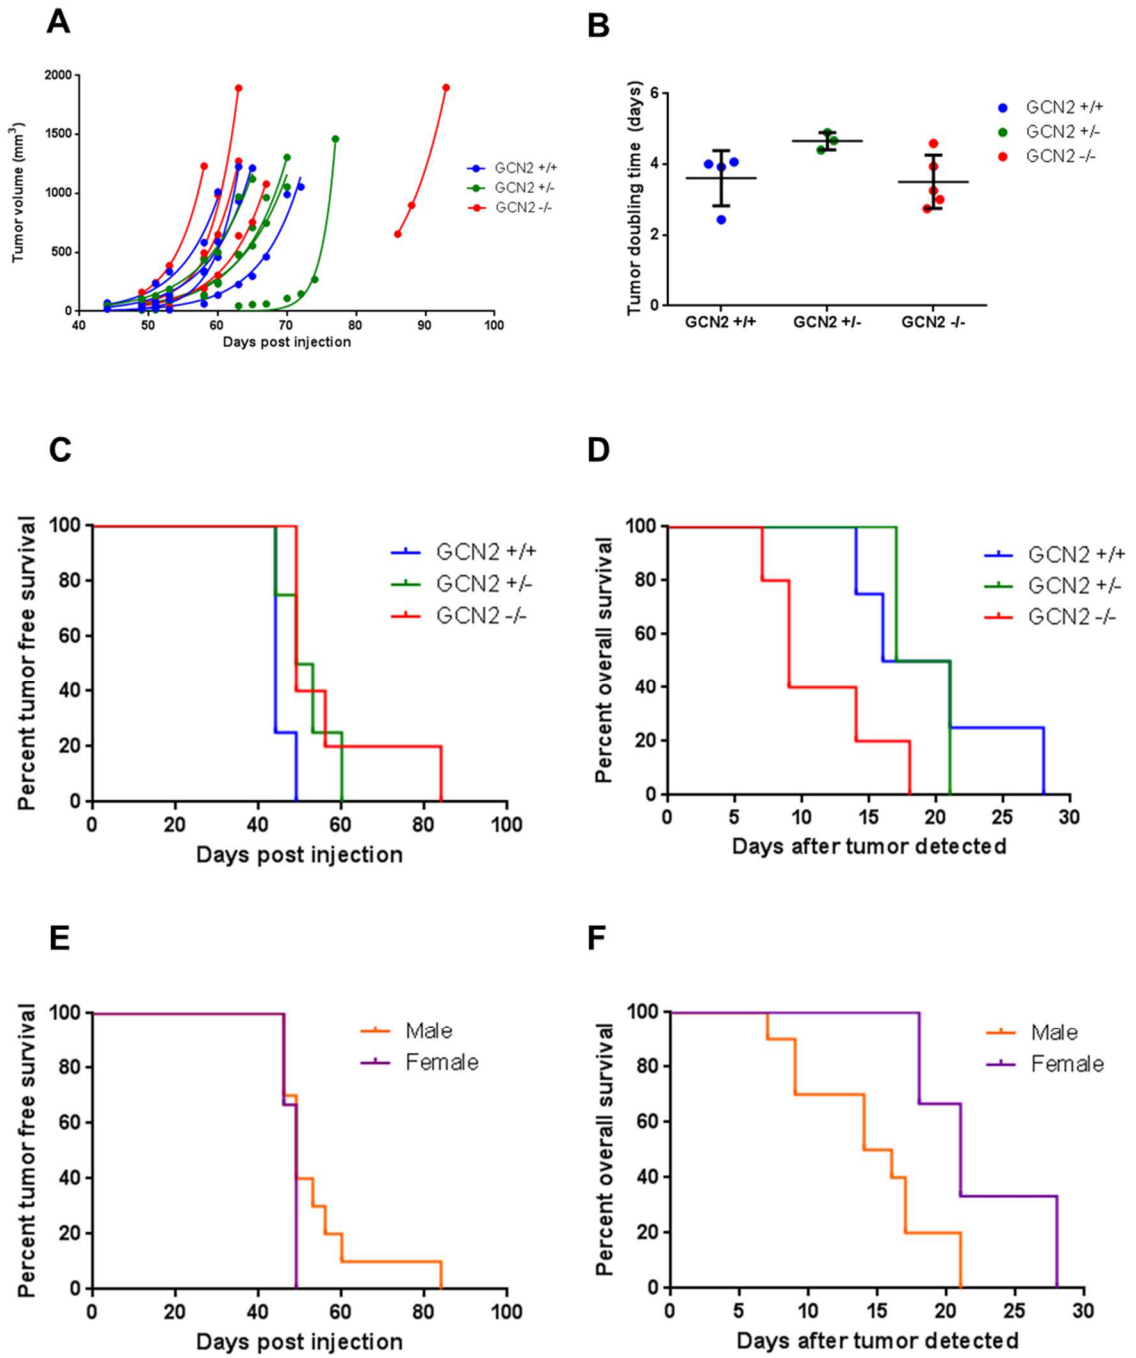 A
Tumor volume (mm³)
2000
1500
1000
500
0
40 50 60 70 80 90 100
Days post injection
GCN2 +/+
GCN2 +/-
GCN2 -/-
B
Tumor doubling time (days)
6
4
2
0
GCN2 +/+ GCN2 +/- GCN2 -/-
GCN2 +/+
GCN2 +/-
GCN2 -/-
C
Percent tumor free survival
100
80
60
40
20
0
0 20 40 60 80 100
Days post injection
GCN2 +/+
GCN2 +/-
GCN2 -/-
D
Percent overall survival
100
80
60
40
20
0
0 5 10 15 20 25 30
Days after tumor detected
GCN2 +/+
GCN2 +/-
GCN2 -/-
E
Percent tumor free survival
100
80
60
40
20
0
0 20 40 60 80 100
Days post injection
Male
Female
F
Percent overall survival
100
80
60
40
20
0
0 5 10 15 20 25 30
Days after tumor detected
Male
Female